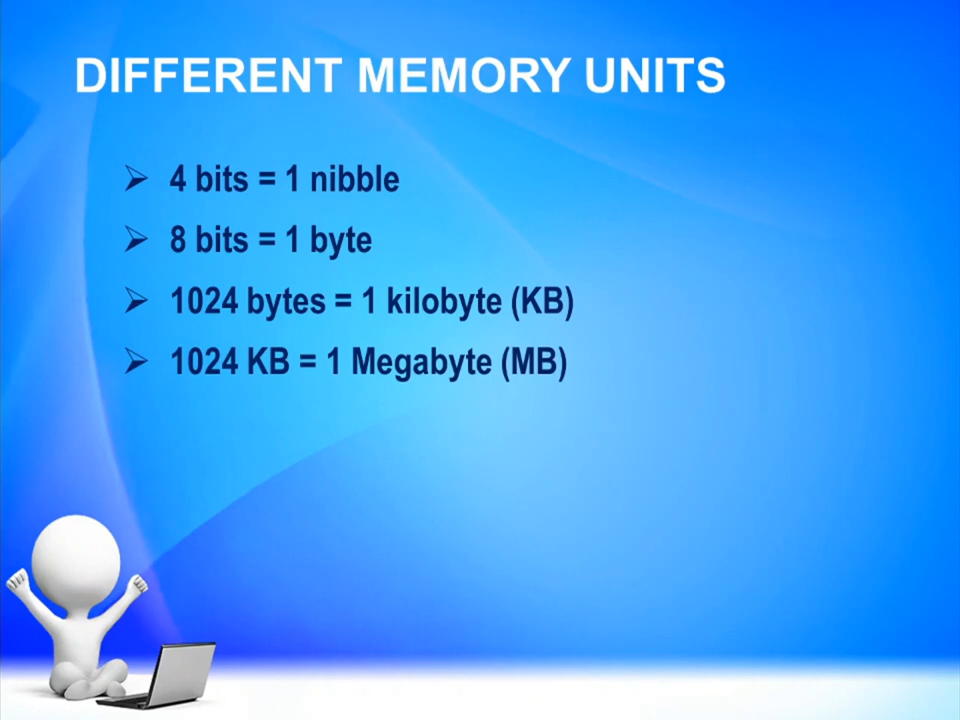 DIFFERENT MEMORY UNITS
➢ 4 bits = 1 nibble
➢ 8 bits = 1 byte
➢ 1024 bytes = 1 kilobyte (KB)
➢ 1024 KB = 1 Megabyte (MB)